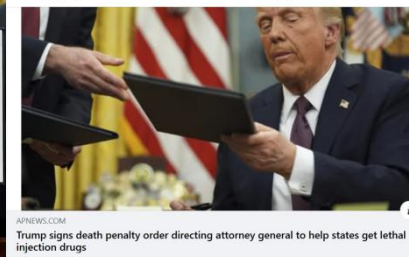 APNEWS.COM
Trump signs death penalty order directing attorney general to help states get lethal
injection drugs